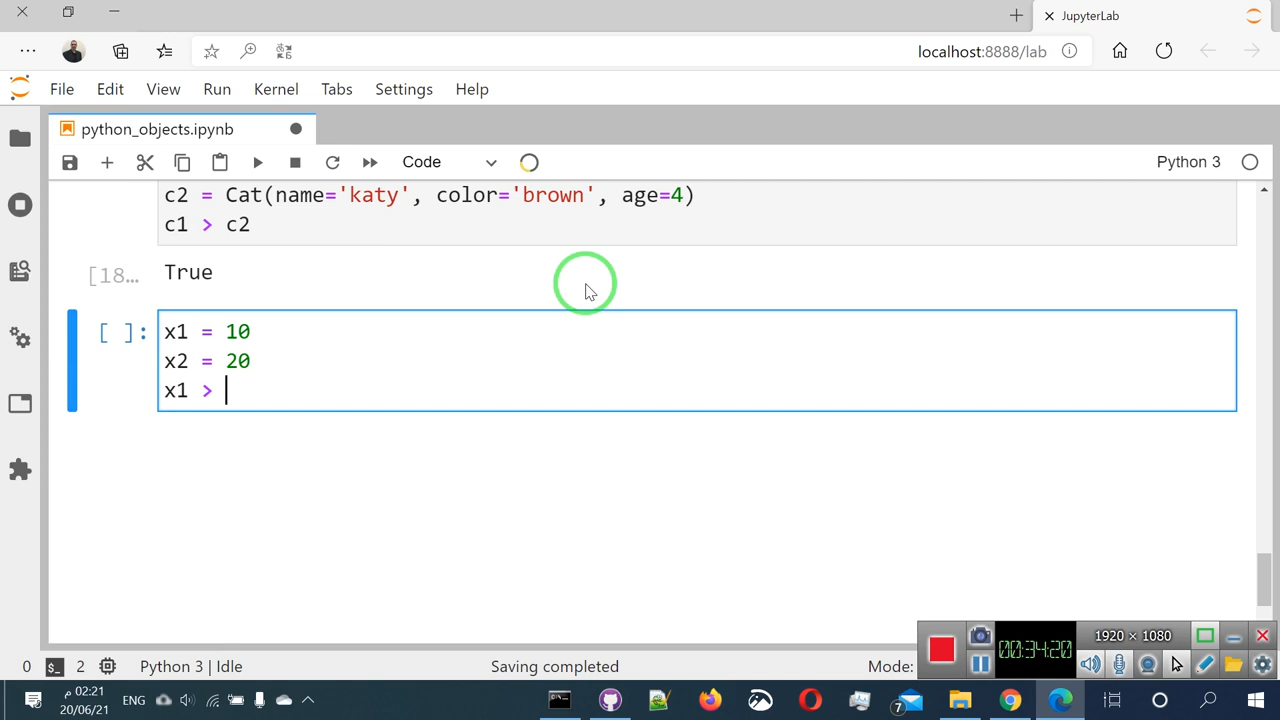 JupyterLab
localhost:8888/lab
File Edit View Run Kernel Tabs Settings Help
python_objects.ipynb
Code
Python 3
c2 = Cat(name='katy', color='brown', age=4)
c1 > c2
[18…
True
[ ]:
x1 = 10
x2 = 20
x1 >
1920 × 1080
00:34:20
0
$_
2
Python 3 | Idle
Saving completed
Mode:
02:21 م
20/06/21
ENG
7